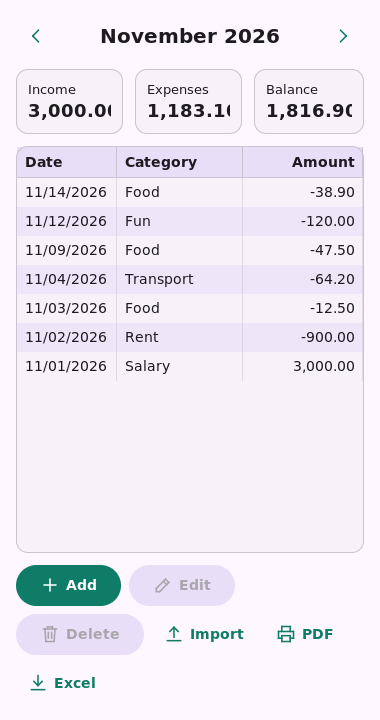 November 2026
Income Expenses Balance
3,000.00 1,183.10 1,816.90
Date Category Amount
11/14/2026 Food -38.90
11/12/2026 Fun -120.00
11/09/2026 Food -47.50
11/04/2026 Transport -64.20
11/03/2026 Food -12.50
11/02/2026 Rent -900.00
11/01/2026 Salary 3,000.00
Add Edit
Delete Import PDF
Excel